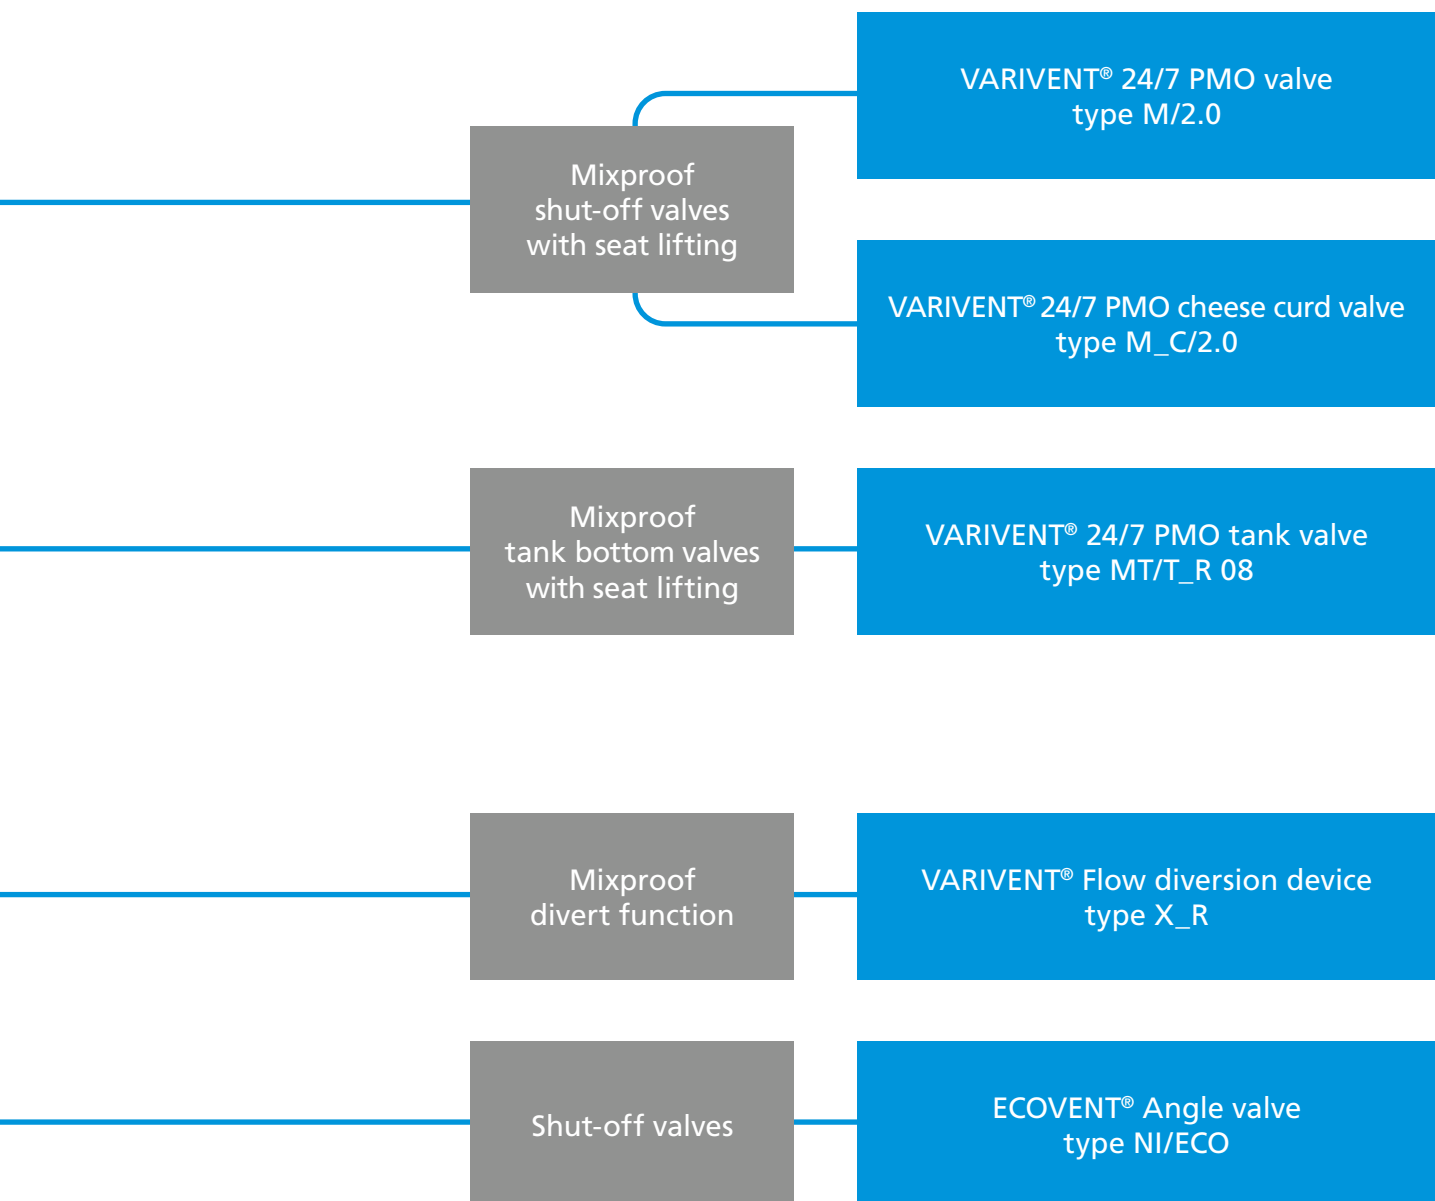 Mixproof
shut-off valves
with seat lifting
VARIVENT® 24/7 PMO valve
type M/2.0
VARIVENT® 24/7 PMO cheese curd valve
type M_C/2.0
Mixproof
tank bottom valves
with seat lifting
VARIVENT® 24/7 PMO tank valve
type MT/T_R 08
Mixproof
divert function
VARIVENT® Flow diversion device
type X_R
Shut-off valves
ECOVENT® Angle valve
type NI/ECO